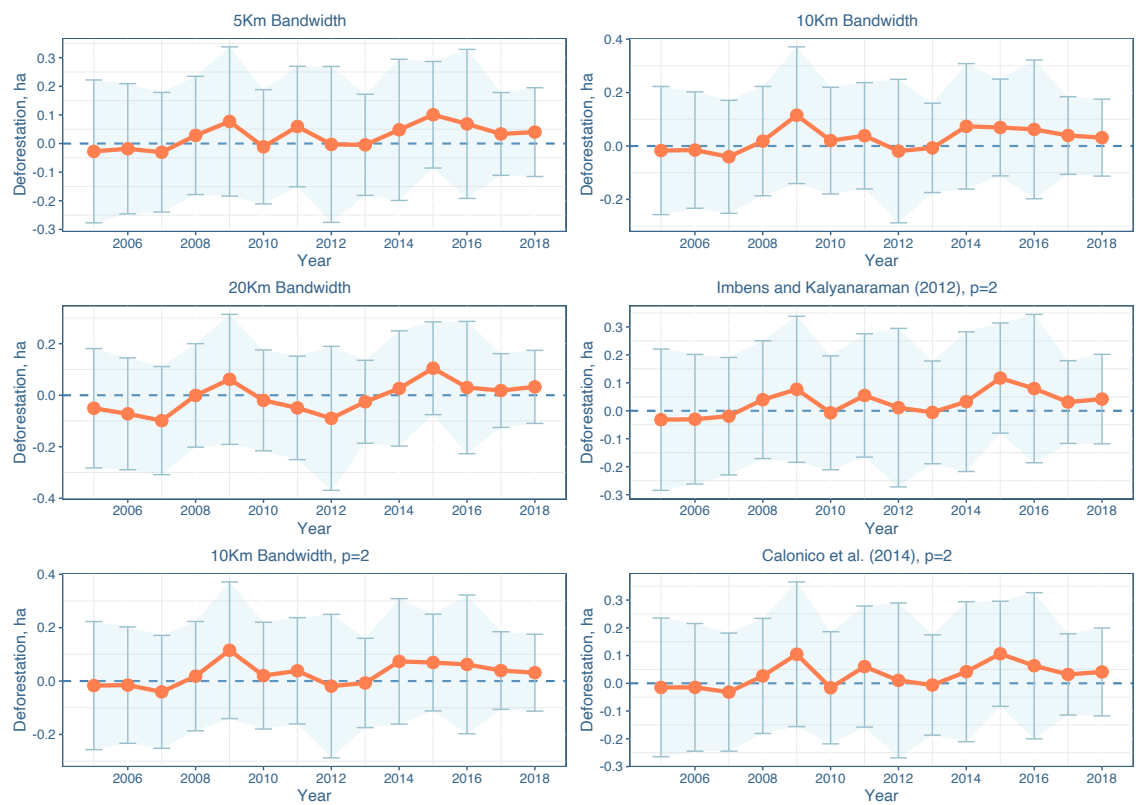 5Km Bandwidth
Deforestation, ha
0.3
0.2
0.1
0.0
-0.1
-0.2
-0.3
2006 2008 2010 2012 2014 2016 2018
Year
10Km Bandwidth
Deforestation, ha
0.4
0.2
0.0
-0.2
2006 2008 2010 2012 2014 2016 2018
Year
20Km Bandwidth
Deforestation, ha
0.2
0.0
-0.2
-0.4
2006 2008 2010 2012 2014 2016 2018
Year
Imbens and Kalyanaraman (2012), p=2
Deforestation, ha
0.3
0.2
0.1
0.0
-0.1
-0.2
-0.3
2006 2008 2010 2012 2014 2016 2018
Year
10Km Bandwidth, p=2
Deforestation, ha
0.4
0.2
0.0
-0.2
2006 2008 2010 2012 2014 2016 2018
Year
Calonico et al. (2014), p=2
Deforestation, ha
0.3
0.2
0.1
0.0
-0.1
-0.2
-0.3
2006 2008 2010 2012 2014 2016 2018
Year